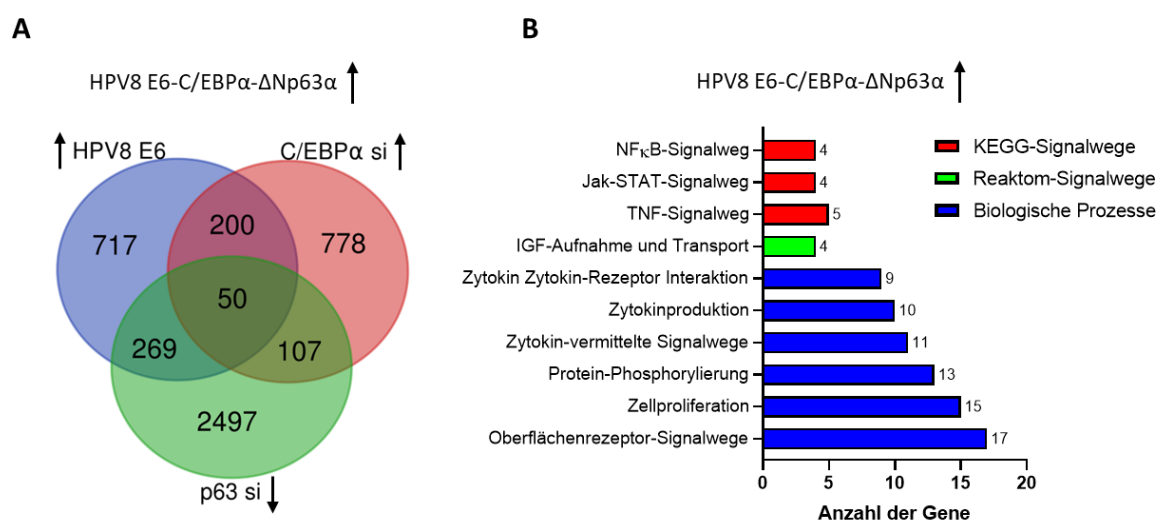 A
HPV8 E6-C/EBPα-ΔNp63α
HPV8 E6
C/EBPα si
717
200
778
50
269
107
2497
p63 si
B
HPV8 E6-C/EBPα-ΔNp63α
NFκB-Signalweg 4
Jak-STAT-Signalweg 4
TNF-Signalweg 5
IGF-Aufnahme und Transport 4
Zytokin Zytokin-Rezeptor Interaktion 9
Zytokinproduktion 10
Zytokin-vermittelte Signalwege 11
Protein-Phosphorylierung 13
Zellproliferation 15
Oberflächenrezeptor-Signalwege 17
KEGG-Signalwege
Reaktom-Signalwege
Biologische Prozesse
0 5 10 15 20
Anzahl der Gene